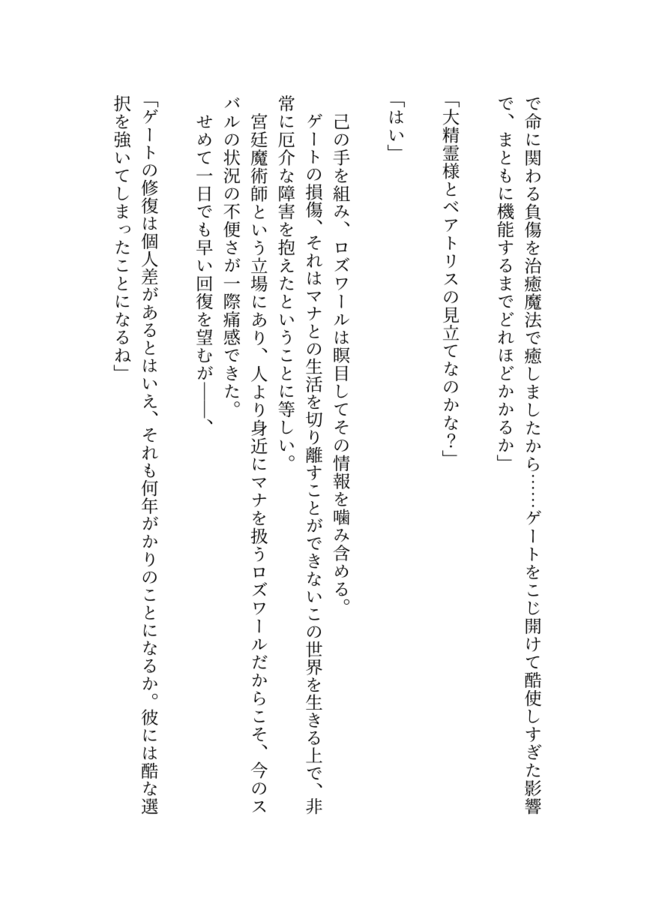 で命に関わる負傷を治癒魔法で癒しましたから……ゲートをこじ開けて酷使しすぎた影響
で、まともに機能するまでどれほどかかるか」
「大精霊様とベアトリスの見立てなのかな？」
「はい」
己の手を組み、ロズワールは瞑目してその情報を噛み含める。
ゲートの損傷、それはマナとの生活を切り離すことができないこの世界を生きる上で、非
常に厄介な障害を抱えたということに等しい。
宮廷魔術師という立場にあり、人より身近にマナを扱うロズワールだからこそ、今のス
バルの状況の不便さが一際痛感できた。
せめて一日でも早い回復を望むが――、
「ゲートの修復は個人差があるとはいえ、それも何年がかりのことになるか。彼には酷な選
択を強いてしまったことになるね」